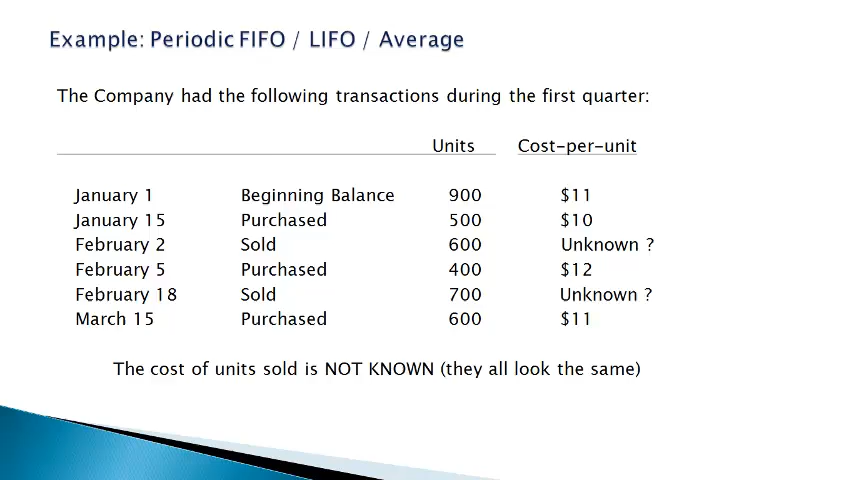 Example: Periodic FIFO / LIFO / Average
The Company had the following transactions during the first quarter:
Units Cost-per-unit
January 1 Beginning Balance 900 $11
January 15 Purchased 500 $10
February 2 Sold 600 Unknown ?
February 5 Purchased 400 $12
February 18 Sold 700 Unknown ?
March 15 Purchased 600 $11
The cost of units sold is NOT KNOWN (they all look the same)